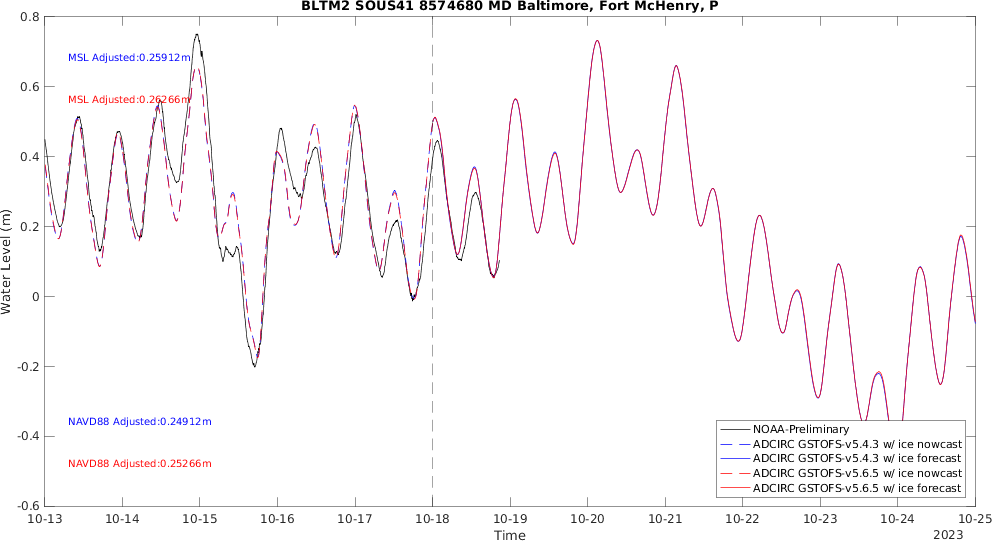 BLTM2 SOUS41 8574680 MD Baltimore, Fort McHenry, P
Water Level (m)
0.8
0.6
0.4
0.2
0
-0.2
-0.4
-0.6
MSL Adjusted:0.25912m
MSL Adjusted:0.26266m
NAVD88 Adjusted:0.24912m
NAVD88 Adjusted:0.25266m
NOAA-Preliminary
ADCIRC GSTOFS-v5.4.3 w/ ice nowcast
ADCIRC GSTOFS-v5.4.3 w/ ice forecast
ADCIRC GSTOFS-v5.6.5 w/ ice nowcast
ADCIRC GSTOFS-v5.6.5 w/ ice forecast
10-13 10-14 10-15 10-16 10-17 10-18 10-19 10-20 10-21 10-22 10-23 10-24 10-25
Time
2023